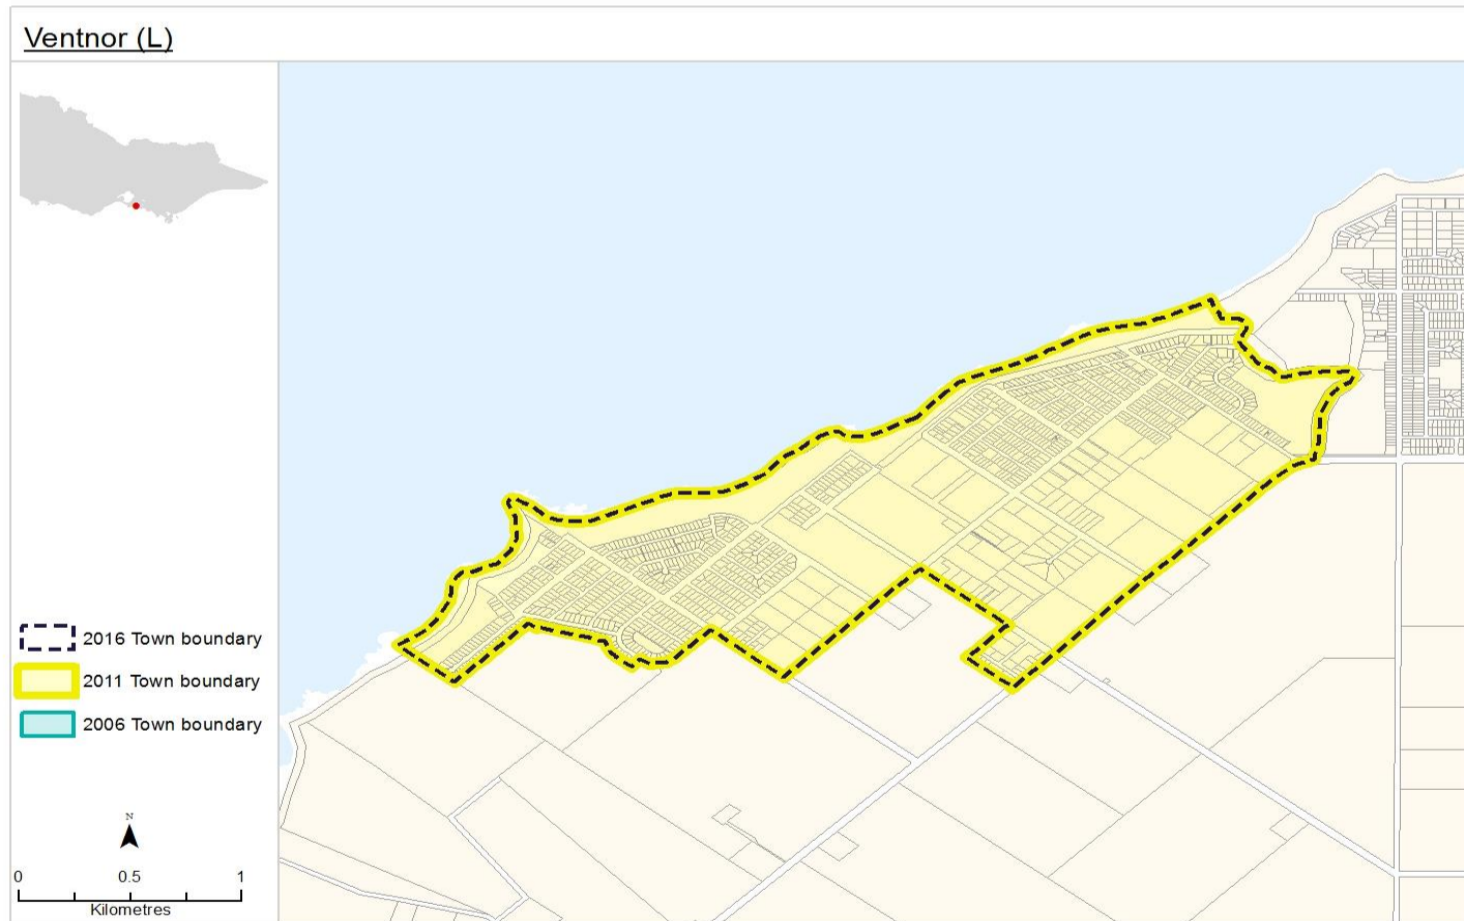 Ventnor (L)
2016 Town boundary
2011 Town boundary
2006 Town boundary
N
0 0.5 1
Kilometres